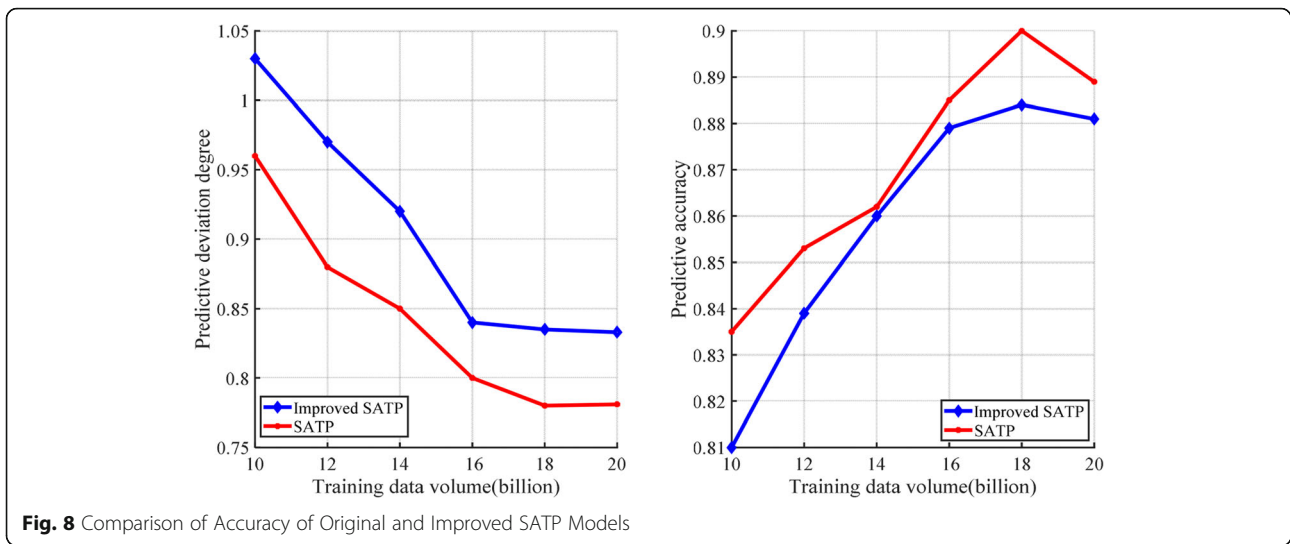 1.05
1
0.95
0.9
0.85
0.8
0.75
Predictive deviation degree
Improved SATP
SATP
10 12 14 16 18 20
Training data volume(billion)
0.9
0.89
0.88
0.87
0.86
0.85
0.84
0.83
0.82
0.81
Predictive accuracy
Improved SATP
SATP
10 12 14 16 18 20
Training data volume(billion)
Fig. 8 Comparison of Accuracy of Original and Improved SATP Models